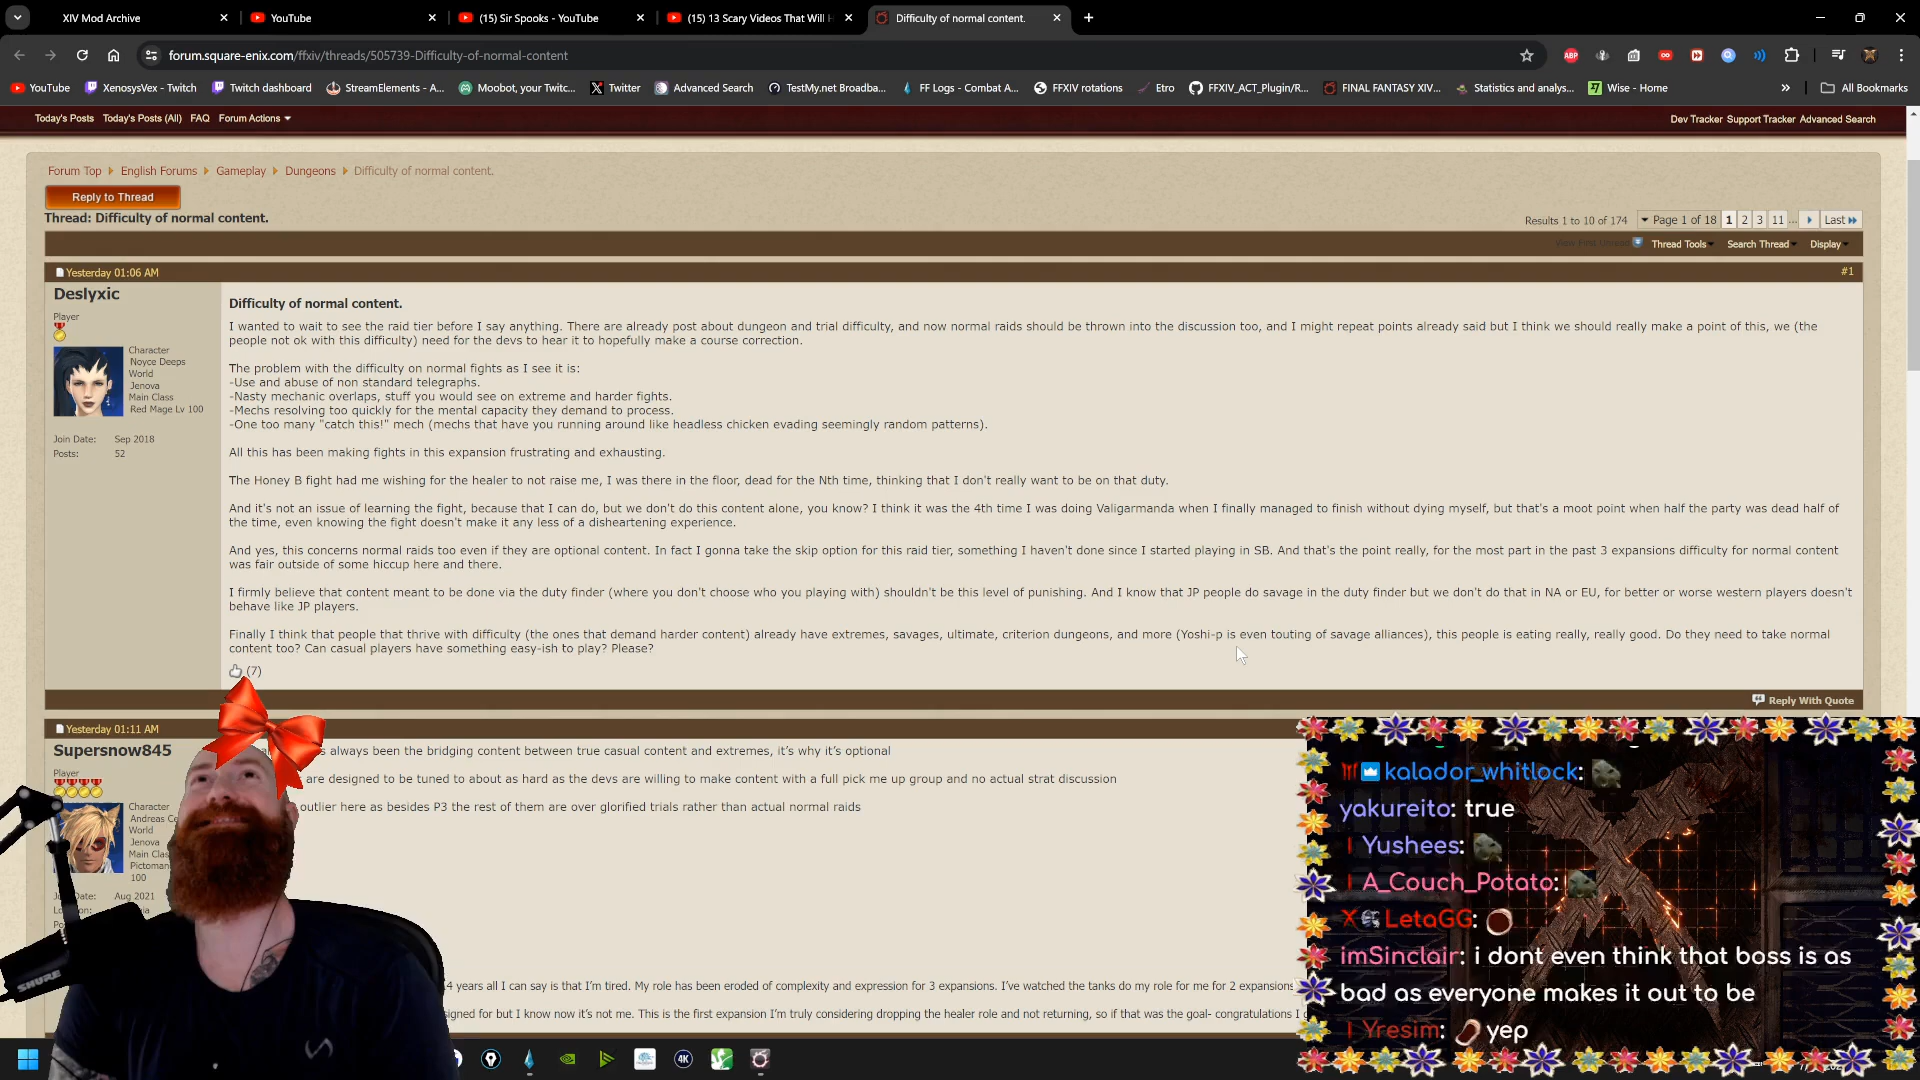 XIV Mod Archive
YouTube
(15) Sir Spooks - YouTube
(15) 13 Scary Videos That Will H
Difficulty of normal content.
forum.square-enix.com/ffxiv/threads/505739-Difficulty-of-normal-content
YouTube XenosysVex - Twitch Twitch dashboard StreamElements - A... Moobot, your Twitc... Twitter Advanced Search TestMy.net Broadba... FF Logs - Combat A... FFXIV rotations Etro FFXIV_ACT_Plugin/R... FINAL FANTASY XIV... Statistics and analys... Wise - Home » All Bookmarks
Today's Posts Today's Posts (All) FAQ Forum Actions
Dev Tracker Support Tracker Advanced Search
Forum Top English Forums Gameplay Dungeons Difficulty of normal content.
Reply to Thread
Thread: Difficulty of normal content.
Results 1 to 10 of 174 Page 1 of 18 1 2 3 11 ... Last
View First Unread Thread Tools Search Thread Display
Yesterday 01:06 AM
#1
Deslyxic
Player
Character
Noyce Deeps
World
Jenova
Main Class
Red Mage Lv 100
Join Date: Sep 2018
Posts: 52
Difficulty of normal content.
I wanted to wait to see the raid tier before I say anything. There are already post about dungeon and trial difficulty, and now normal raids should be thrown into the discussion too, and I might repeat points already said but I think we should really make a point of this, we (the
people not ok with this difficulty) need for the devs to hear it to hopefully make a course correction.
The problem with the difficulty on normal fights as I see it is:
-Use and abuse of non standard telegraphs.
-Nasty mechanic overlaps, stuff you would see on extreme and harder fights.
-Mechs resolving too quickly for the mental capacity they demand to process.
-One too many "catch this!" mech (mechs that have you running around like headless chicken evading seemingly random patterns).
All this has been making fights in this expansion frustrating and exhausting.
The Honey B fight had me wishing for the healer to not raise me, I was there in the floor, dead for the Nth time, thinking that I don't really want to be on that duty.
And it's not an issue of learning the fight, because that I can do, but we don't do this content alone, you know? I think it was the 4th time I was doing Valigarmanda when I finally managed to finish without dying myself, but that's a moot point when half the party was dead half of
the time, even knowing the fight doesn't make it any less of a disheartening experience.
And yes, this concerns normal raids too even if they are optional content. In fact I gonna take the skip option for this raid tier, something I haven't done since I started playing in SB. And that's the point really, for the most part in the past 3 expansions difficulty for normal content
was fair outside of some hiccup here and there.
I firmly believe that content meant to be done via the duty finder (where you don't choose who you playing with) shouldn't be this level of punishing. And I know that JP people do savage in the duty finder but we don't do that in NA or EU, for better or worse western players doesn't
behave like JP players.
Finally I think that people that thrive with difficulty (the ones that demand harder content) already have extremes, savages, ultimate, criterion dungeons, and more (Yoshi-p is even touting of savage alliances), this people is eating really, really good. Do they need to take normal
content too? Can casual players have something easy-ish to play? Please?
(7)
Reply With Quote
Yesterday 01:11 AM
Supersnow845
Player
Character
Andreas Ce
World
Jenova
Main Clas
Pictoman
100
Date: Aug 2021
s always been the bridging content between true casual content and extremes, it's why it's optional
are designed to be tuned to about as hard as the devs are willing to make content with a full pick me up group and no actual strat discussion
outlier here as besides P3 the rest of them are over glorified trials rather than actual normal raids
4 years all I can say is that I'm tired. My role has been eroded of complexity and expression for 3 expansions. I've watched the tanks do my role for me for 2 expansions
signed for but I know now it's not me. This is the first expansion I'm truly considering dropping the healer role and not returning, so if that was the goal- congratulations I
SHURE
4K
kalador_whitlock:
yakureito: true
Yushees:
A_Couch_Potato:
LetaGG:
imSinclair: i dont even think that boss is as
bad as everyone makes it out to be
Yresim: yep